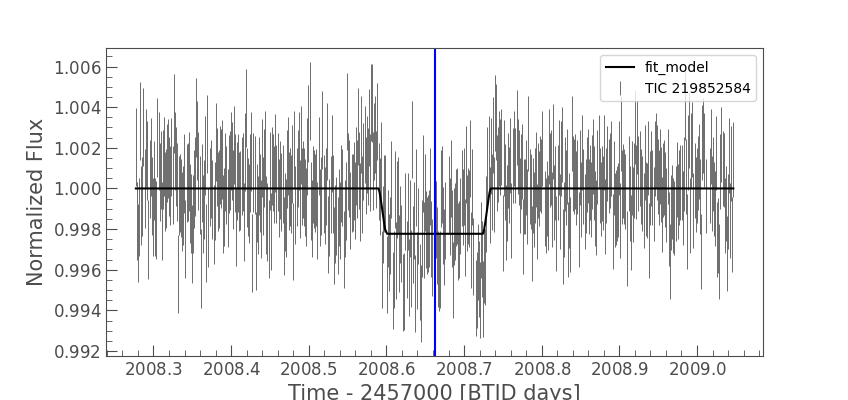 fit_model
TIC 219852584
1.006
1.004
1.002
1.000
0.998
0.996
0.994
0.992
Normalized Flux
2008.3 2008.4 2008.5 2008.6 2008.7 2008.8 2008.9 2009.0
Time - 2457000 [BTJD days]